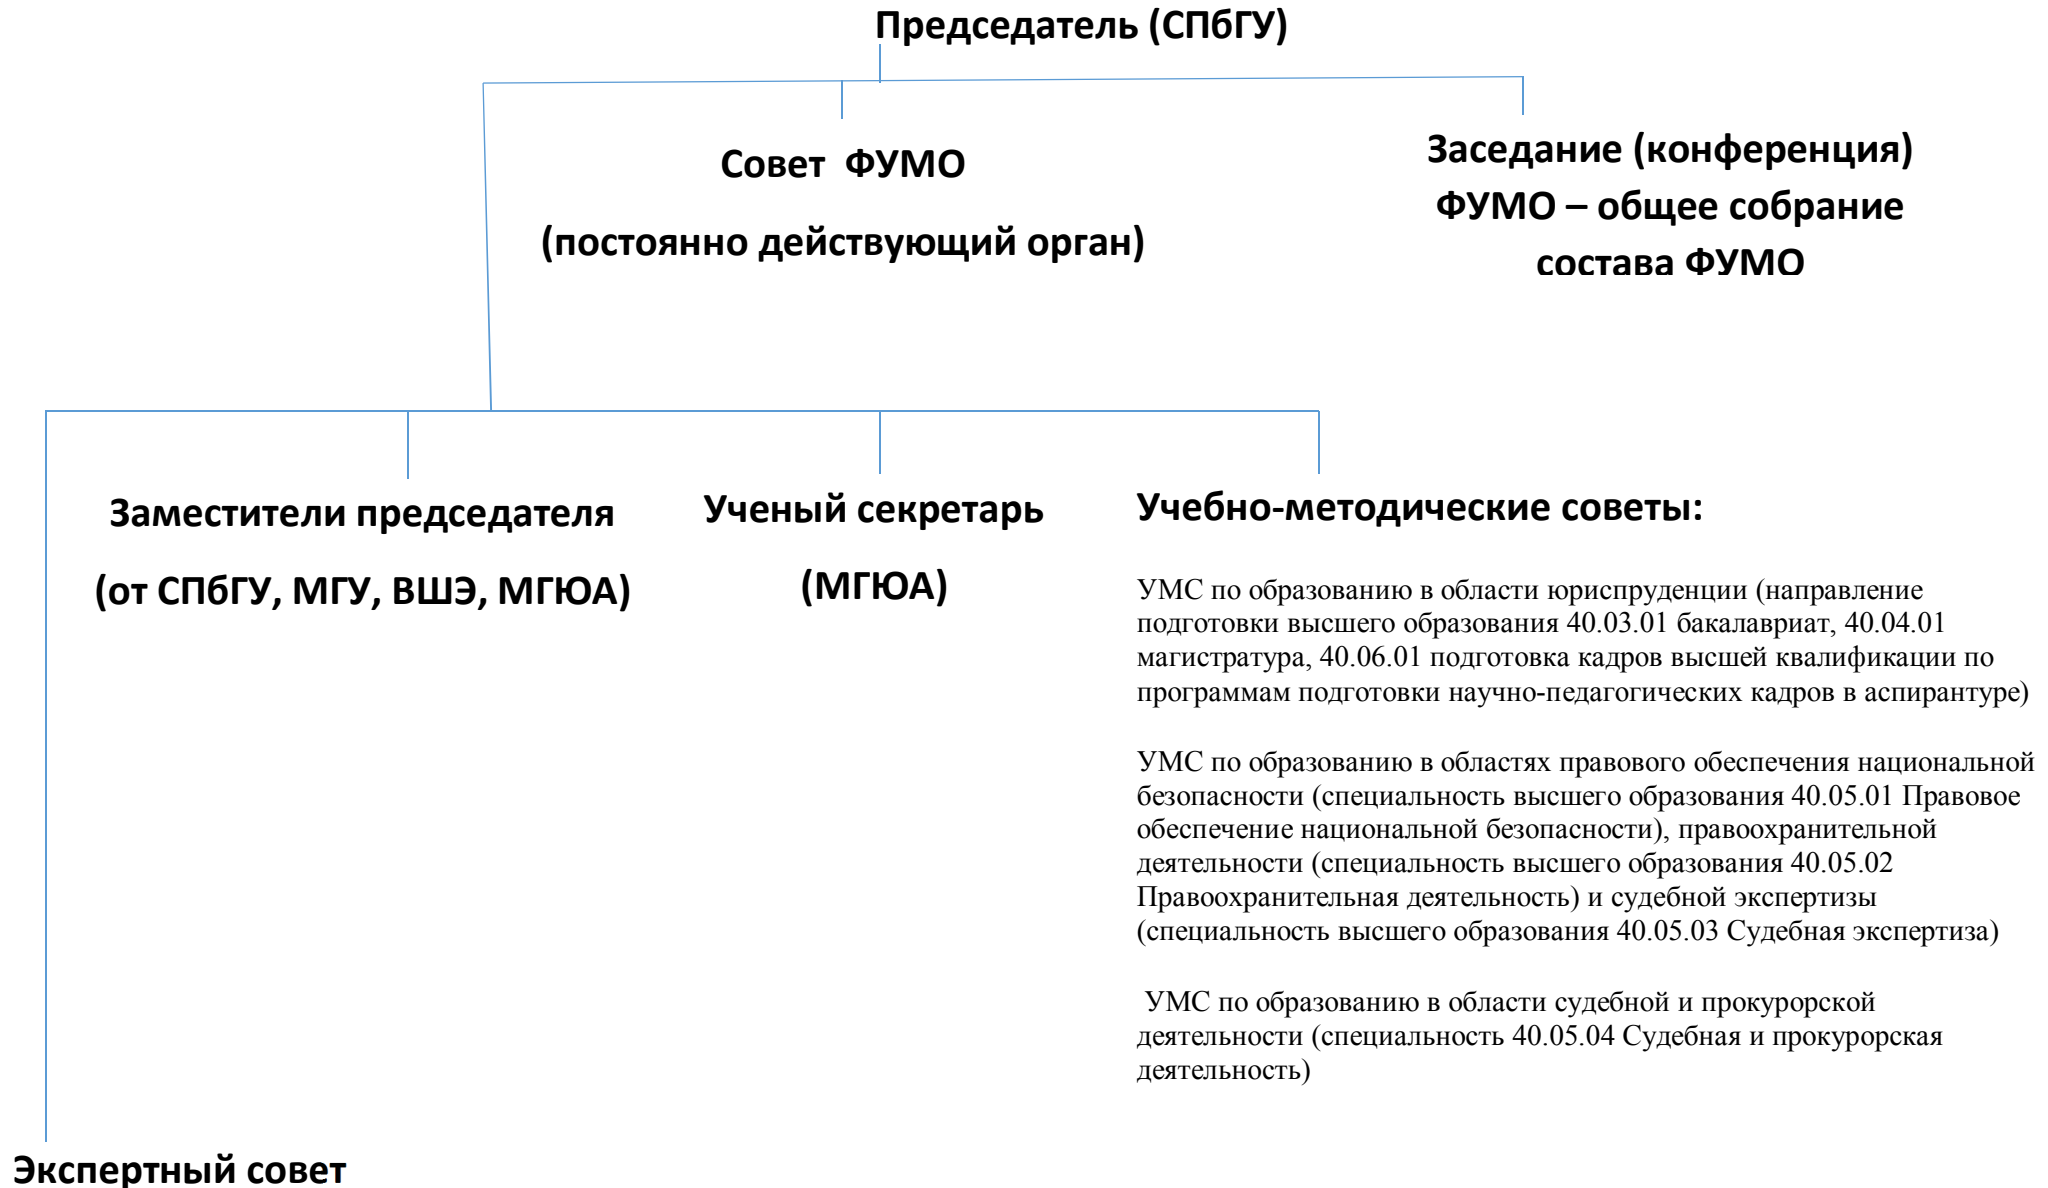 Председатель (СПбГУ)
Совет ФУМО
(постоянно действующий орган)
Заседание (конференция)
ФУМО – общее собрание
состава ФУМО
Заместители председателя
(от СПбГУ, МГУ, ВШЭ, МГЮА)
Ученый секретарь
(МГЮА)
Учебно-методические советы:
УМС по образованию в области юриспруденции (направление
подготовки высшего образования 40.03.01 бакалавриат, 40.04.01
магистратура, 40.06.01 подготовка кадров высшей квалификации по
программам подготовки научно-педагогических кадров в аспирантуре)
УМС по образованию в областях правового обеспечения национальной
безопасности (специальность высшего образования 40.05.01 Правовое
обеспечение национальной безопасности), правоохранительной
деятельности (специальность высшего образования 40.05.02
Правоохранительная деятельность) и судебной экспертизы
(специальность высшего образования 40.05.03 Судебная экспертиза)
УМС по образованию в области судебной и прокурорской
деятельности (специальность 40.05.04 Судебная и прокурорская
деятельность)
Экспертный совет